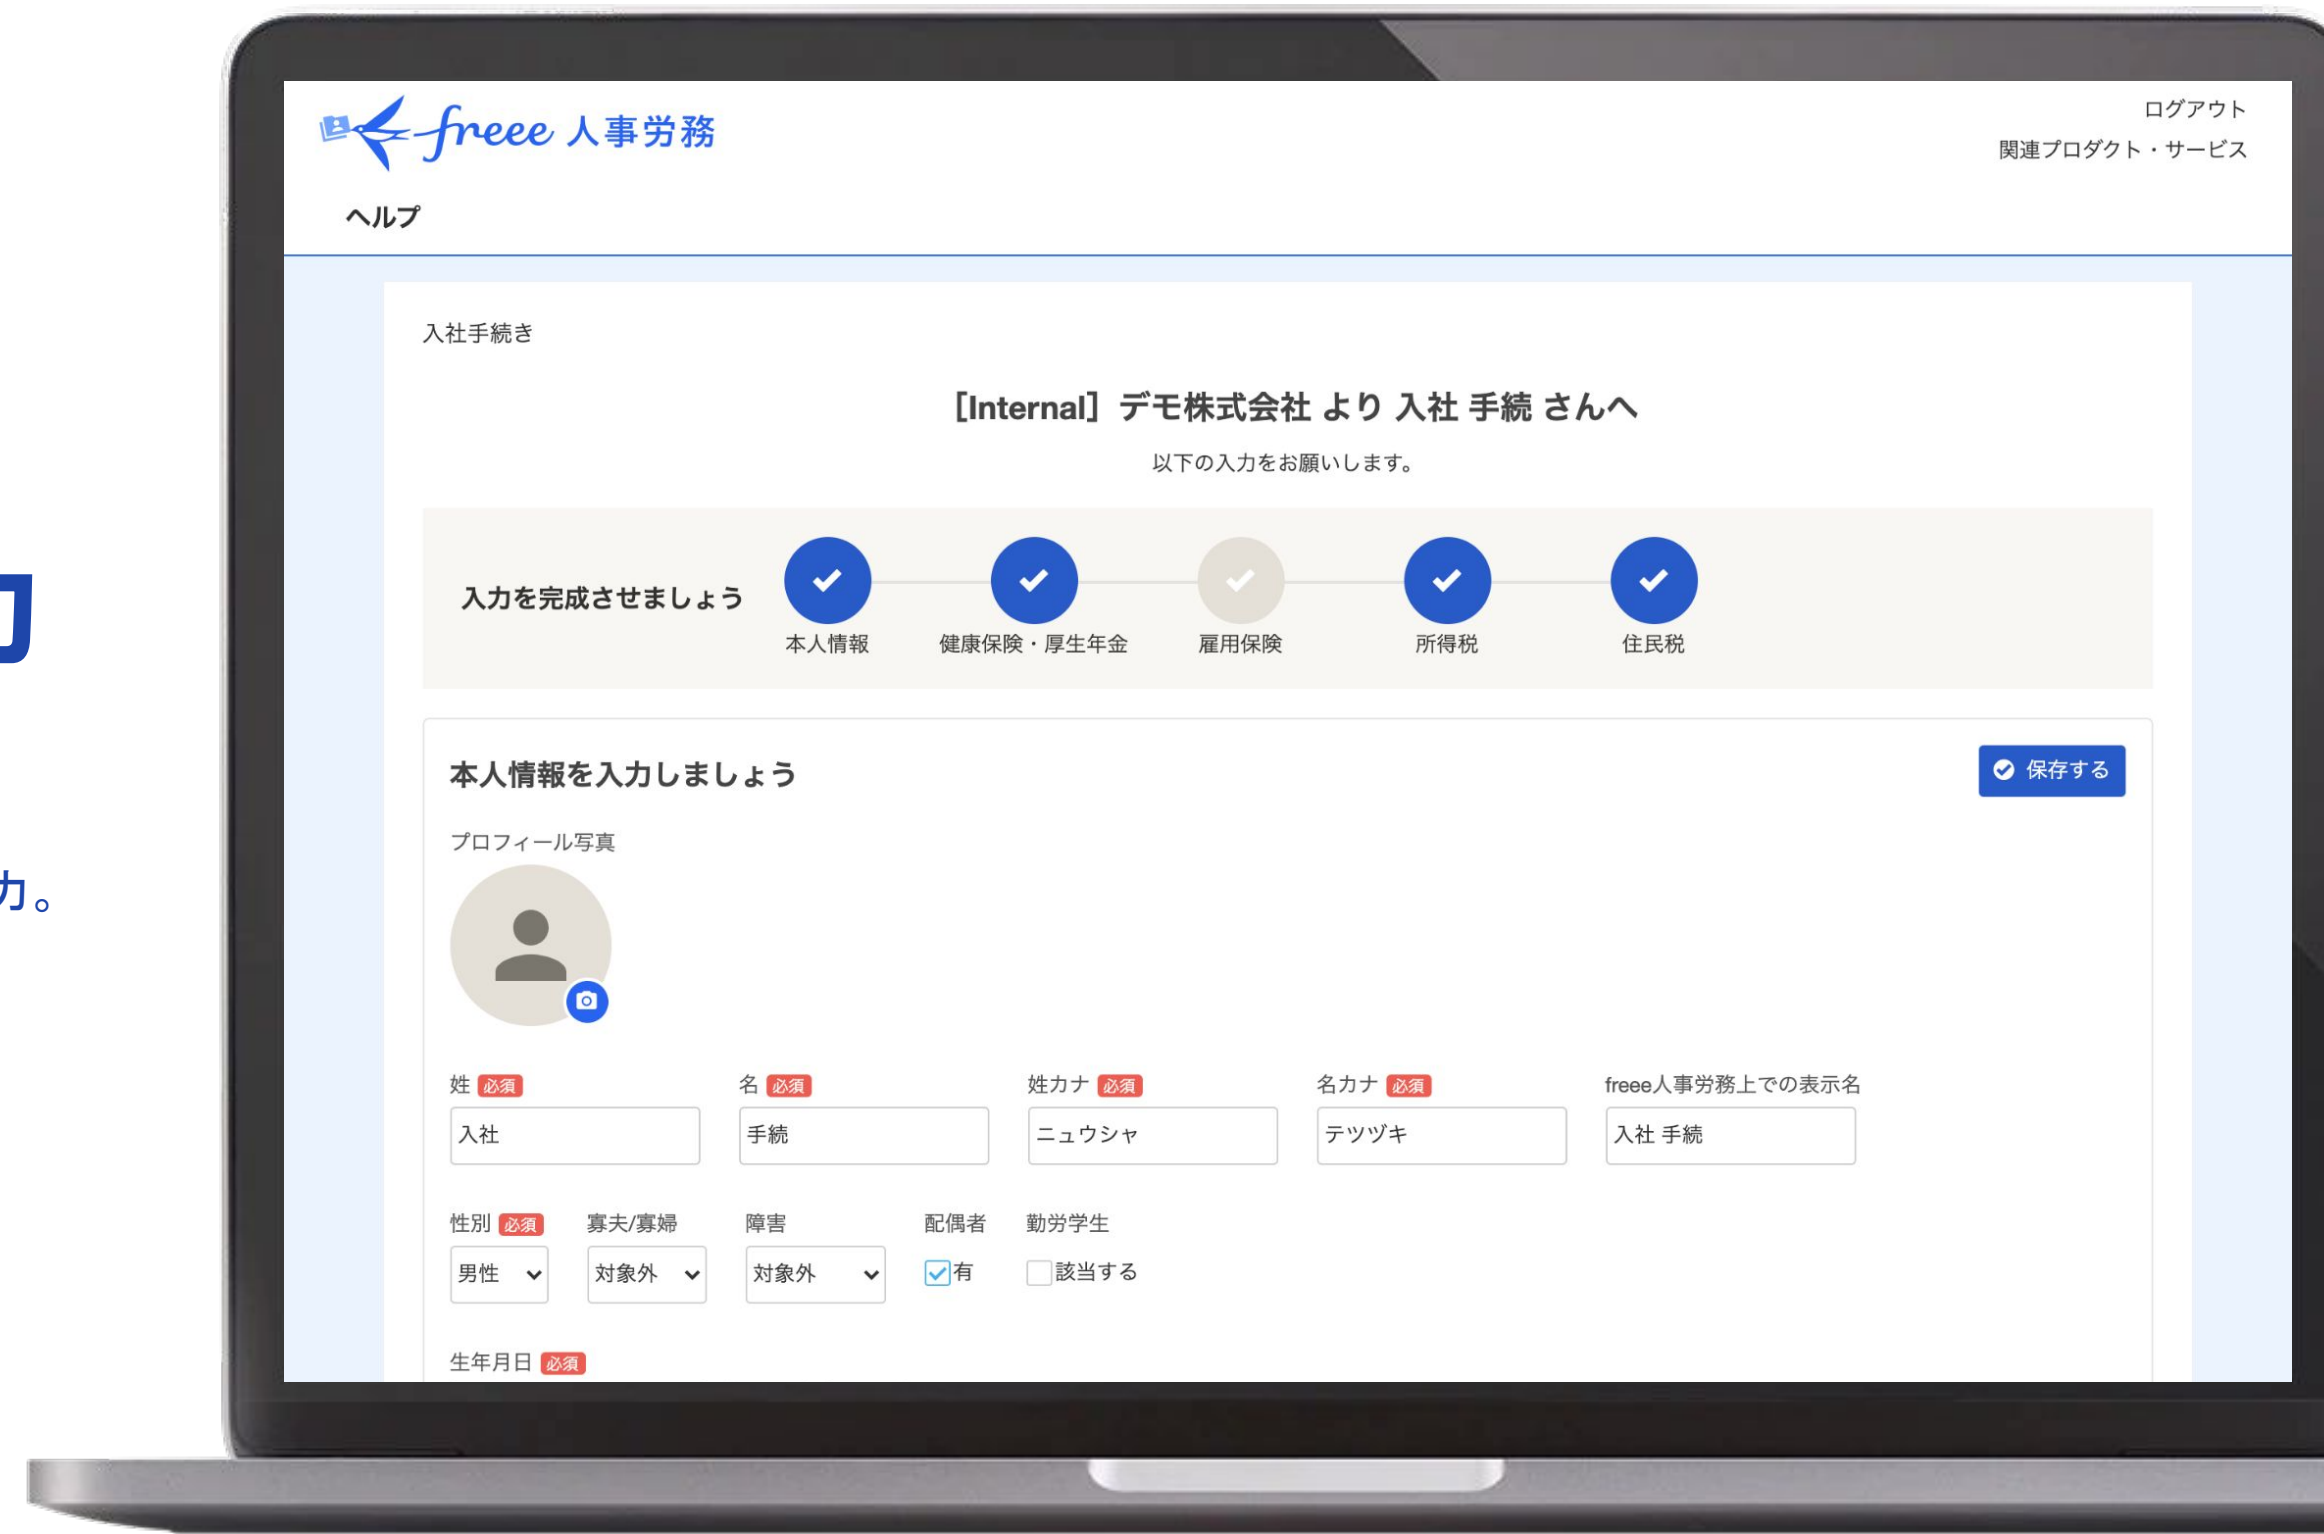 freee 人事労務
ログアウト
関連プロダクト・サービス
ヘルプ
入社手続き
[Internal] デモ株式会社 より 入社 手続 さんへ
以下の入力をお願いします。
入力を完成させましょう
本人情報
健康保険・厚生年金
雇用保険
所得税
住民税
本人情報を入力しましょう
保存する
プロフィール写真
力。
姓 必須 名 必須 姓カナ 必須 名カナ 必須 freee人事労務上での表示名
入社 手続 ニュウシャ テツヅキ 入社 手続
性別 必須 寡夫/寡婦 障害 配偶者 勤労学生
男性 対象外 対象外 有 該当する
生年月日 必須